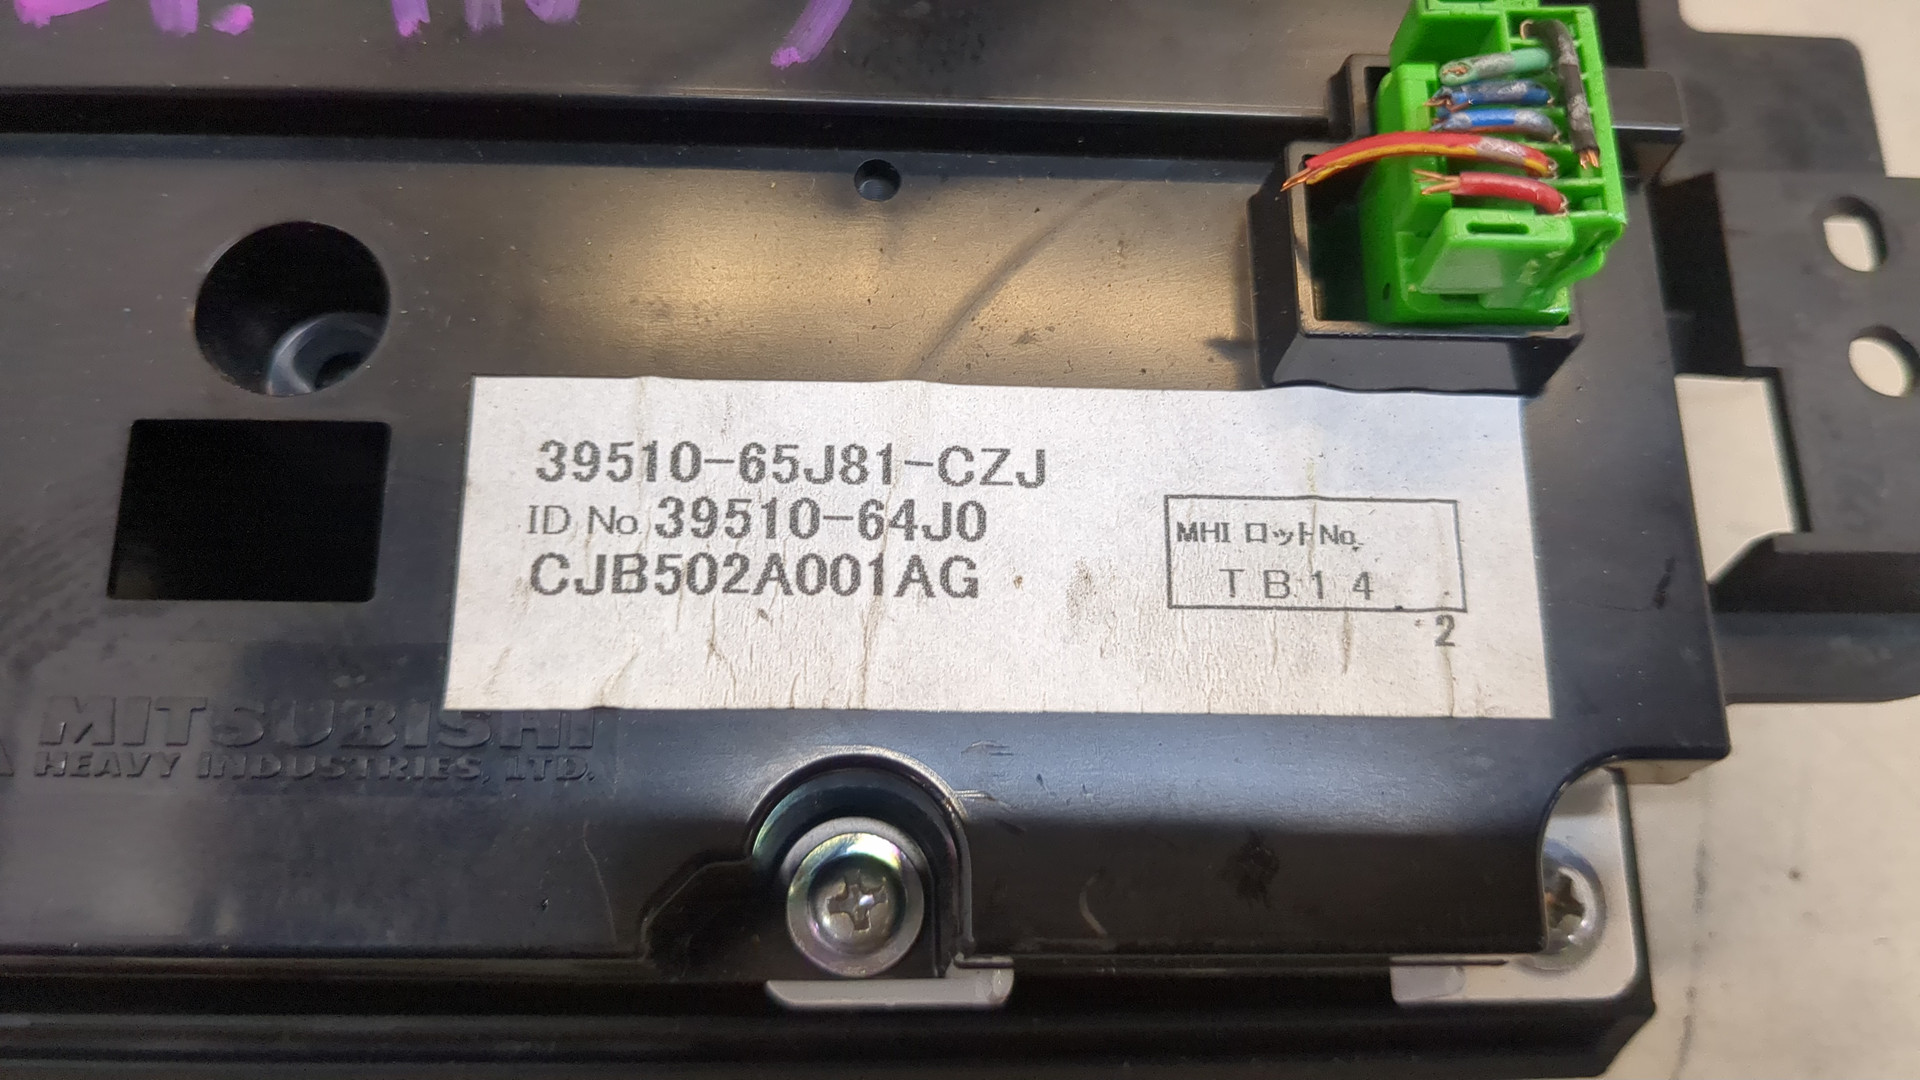 39510-65J81-CZJ
ID No. 39510-64J0
CJB502A001AG
MHI ロットNo.
TB14
2
MITSUBISHI
HEAVY INDUSTRIES, LTD.